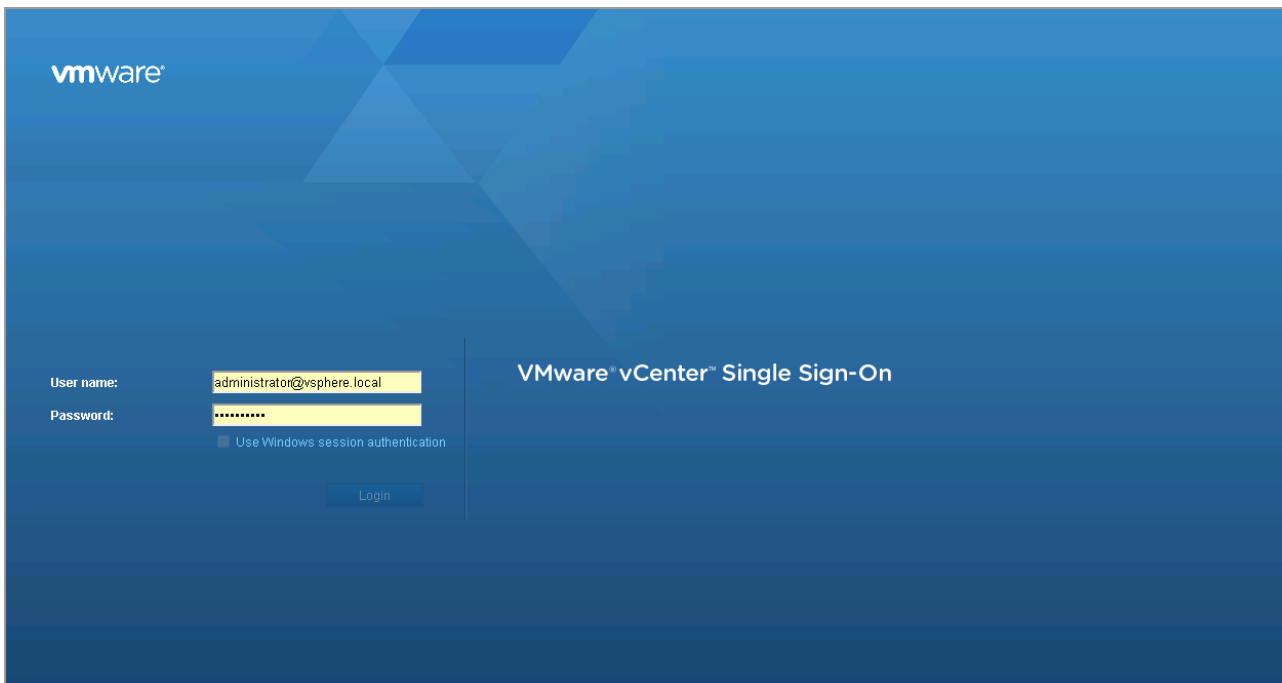 vmware®
User name:
administrator@vsphere.local
VMware® vCenter™ Single Sign-On
Password:
••••••••••
Use Windows session authentication
Login